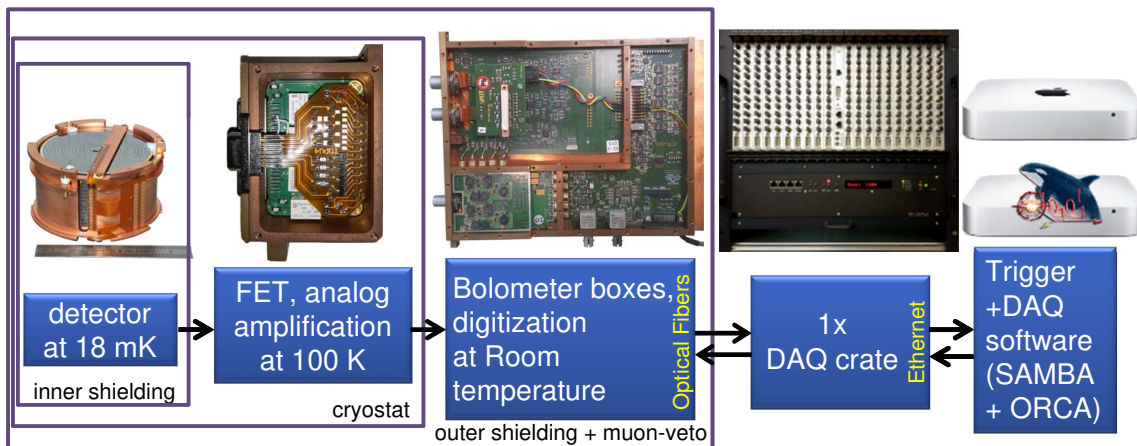 detector
at 18 mK
inner shielding
FET, analog
amplification
at 100 K
cryostat
Bolometer boxes,
digitization
at Room
temperature
Optical Fibers
outer shielding + muon-veto
1x
DAQ crate
Ethernet
Trigger
+DAQ
software
(SAMBA
+ ORCA)